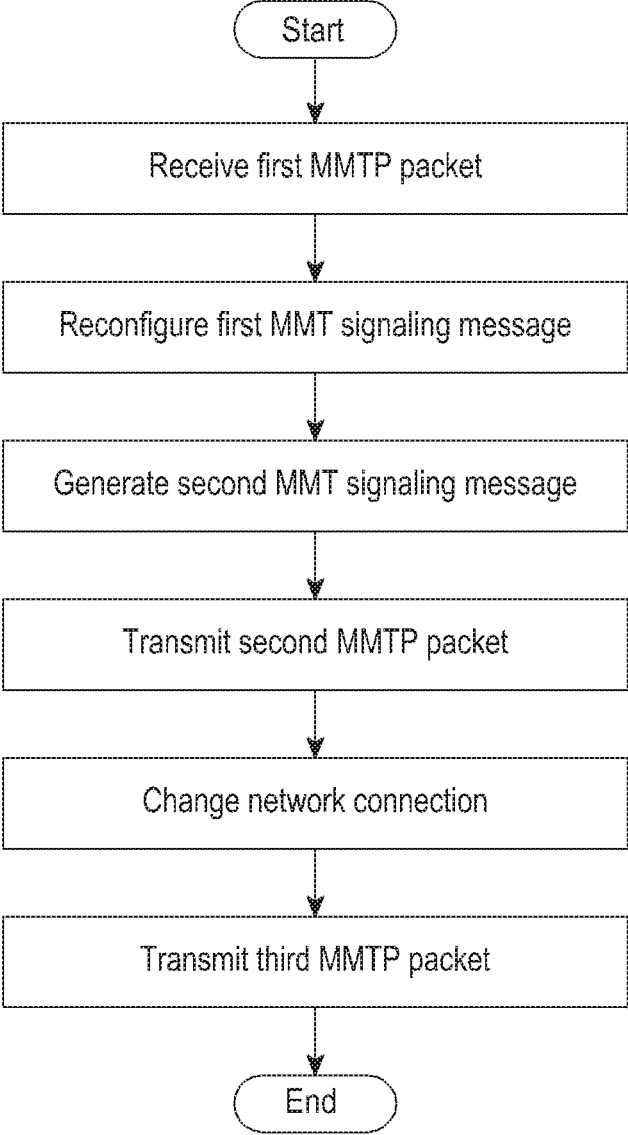 Start
Receive first MMTP packet
Reconfigure first MMT signaling message
Generate second MMT signaling message
Transmit second MMTP packet
Change network connection
Transmit third MMTP packet
End